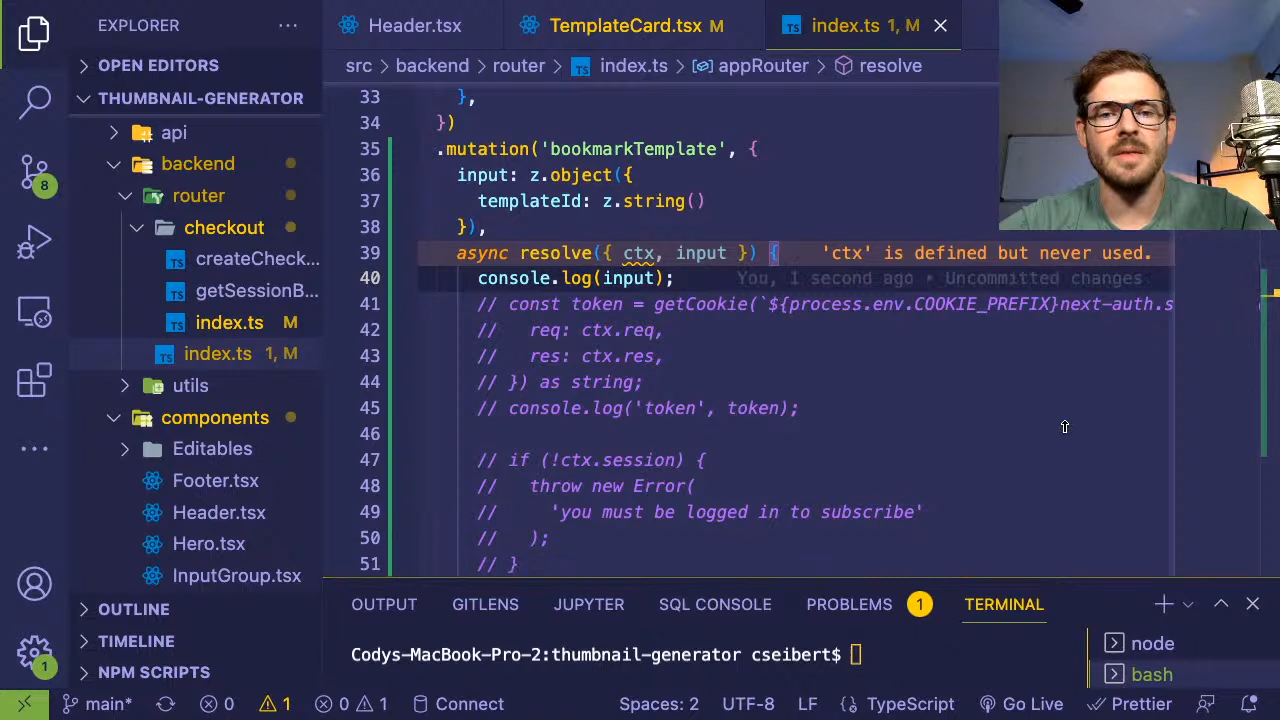 EXPLORER
Header.tsx
TemplateCard.tsx M
index.ts 1, M
OPEN EDITORS
src › backend › router › index.ts › appRouter › resolve
THUMBNAIL-GENERATOR
api
backend
router
checkout
createCheck...
getSessionB...
index.ts M
index.ts 1, M
utils
components
Editables
Footer.tsx
Header.tsx
Hero.tsx
InputGroup.tsx
OUTLINE
TIMELINE
NPM SCRIPTS
8
1
33 },
34 })
35 .mutation('bookmarkTemplate', {
36 input: z.object({
37 templateId: z.string()
38 }),
39 async resolve({ ctx, input }) { 'ctx' is defined but never used.
40 console.log(input); You, 1 second ago • Uncommitted changes
41 // const token = getCookie(`${process.env.COOKIE_PREFIX}next-auth.s
42 // req: ctx.req,
43 // res: ctx.res,
44 // }) as string;
45 // console.log('token', token);
46
47 // if (!ctx.session) {
48 // throw new Error(
49 // 'you must be logged in to subscribe'
50 // );
51 // }
OUTPUT GITLENS JUPYTER SQL CONSOLE PROBLEMS 1 TERMINAL
Codys-MacBook-Pro-2:thumbnail-generator cseibert$
node
bash
main* 0 1 0 1 Connect Spaces: 2 UTF-8 LF TypeScript Go Live Prettier